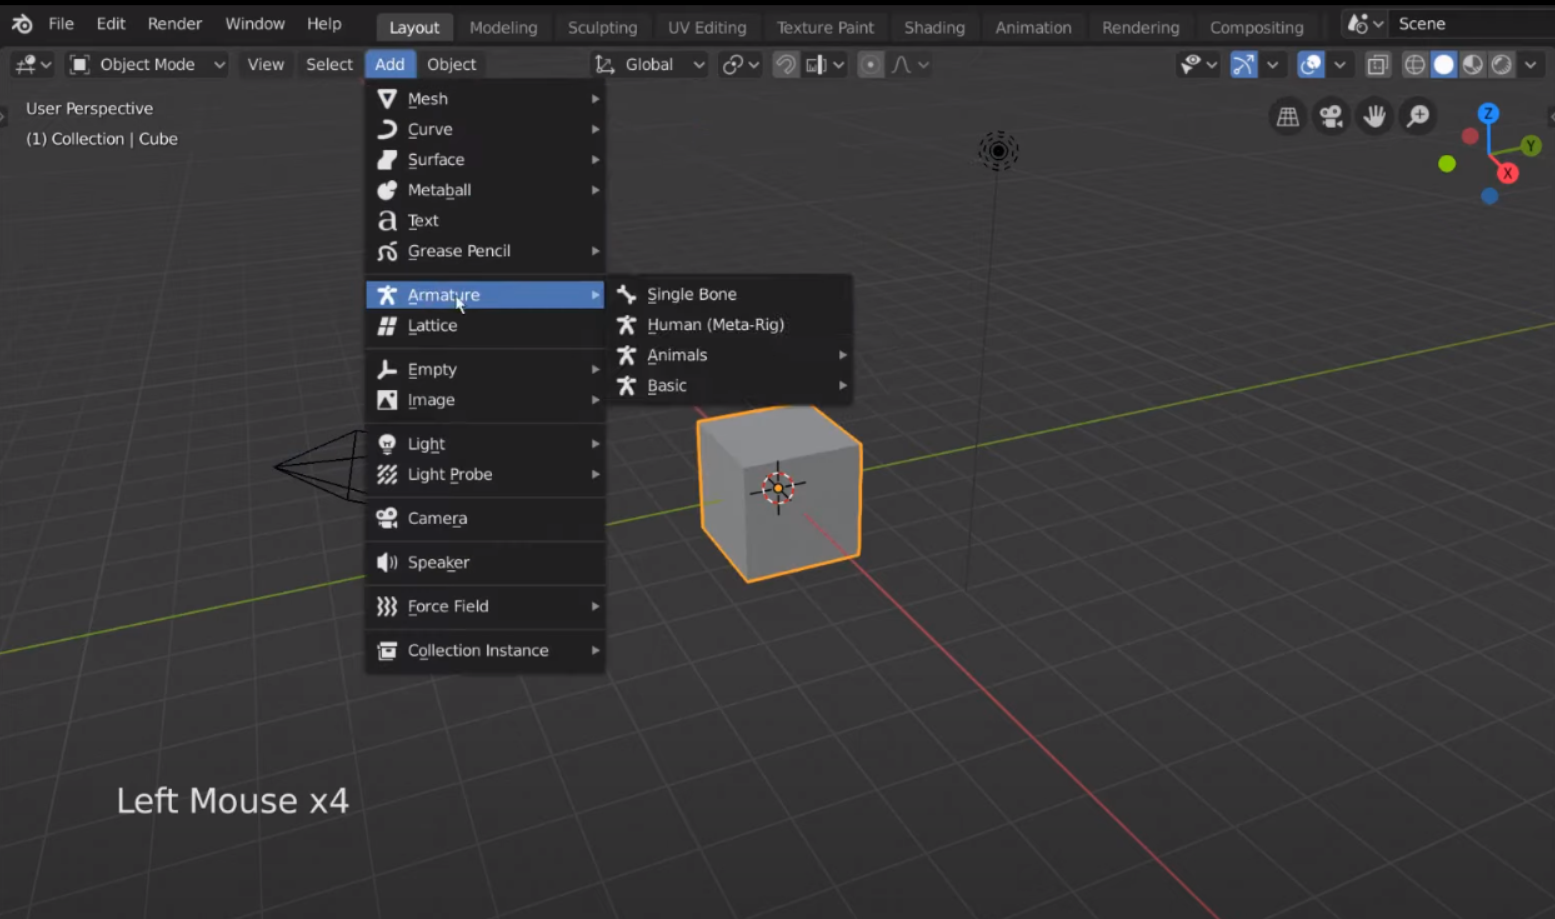 File Edit Render Window Help Layout Modeling Sculpting UV Editing Texture Paint Shading Animation Rendering Compositing Scene
Object Mode View Select Add Object Global
User Perspective
(1) Collection | Cube
Mesh
Curve
Surface
Metaball
Text
Grease Pencil
Armature
Lattice
Empty
Image
Light
Light Probe
Camera
Speaker
Force Field
Collection Instance
Single Bone
Human (Meta-Rig)
Animals
Basic
Z
Y
X
Left Mouse x4